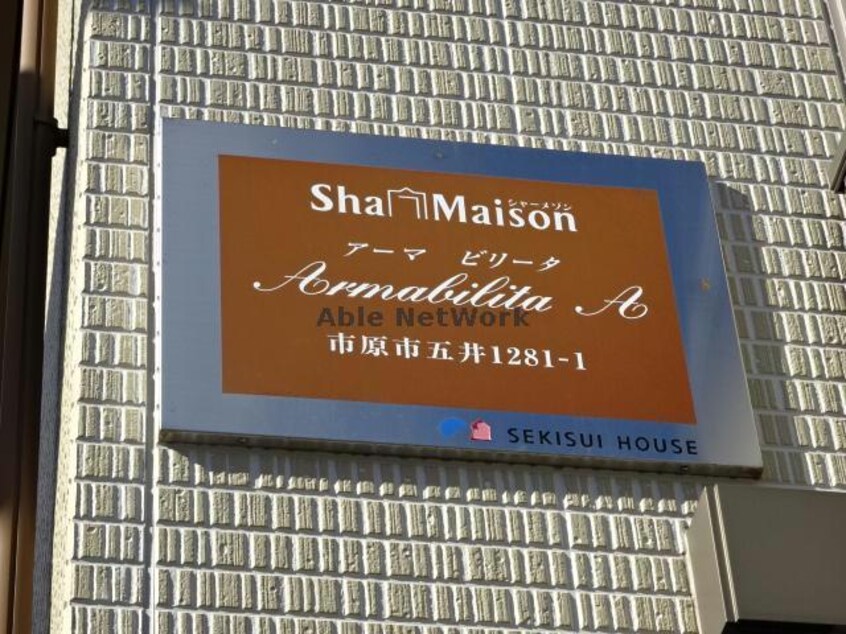 Sha Maison
シャーメゾン
アーマ ビリータ
Armabilita A
Able NetWork
市原市五井1281-1
SEKISUI HOUSE